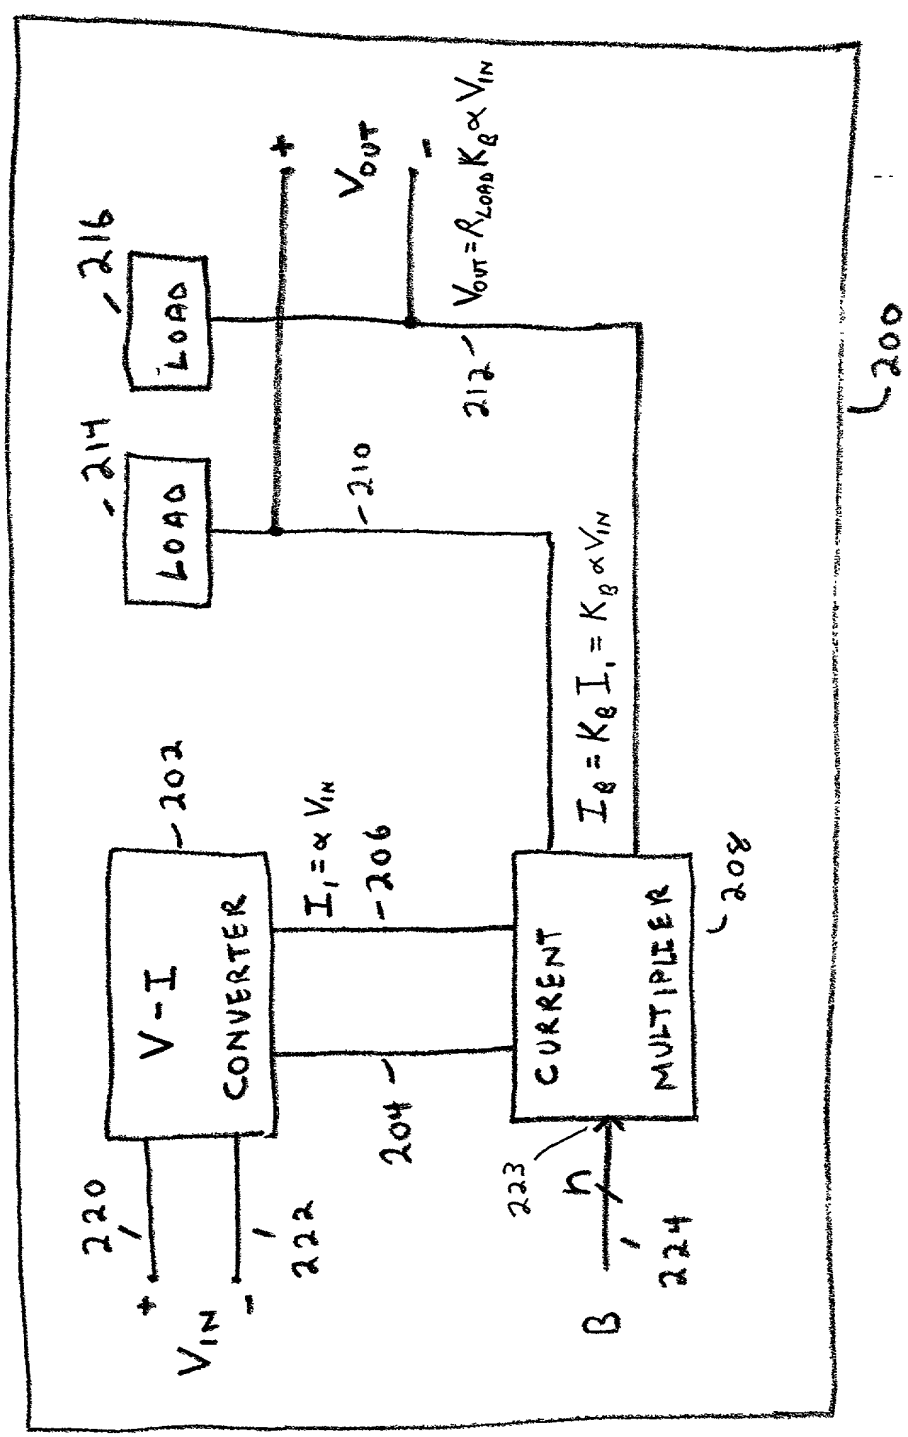 220
+
V_IN
-
222
V-I
CONVERTER
202
I₁ = ∝ V_IN
206
204
214
LOAD
216
LOAD
210
+
V_OUT
-
V_OUT = R_LOAD K_B ∝ V_IN
212
223
n
B
224
CURRENT
MULTIPLIER
208
I_B = K_B I₁ = K_B ∝ V_IN
200